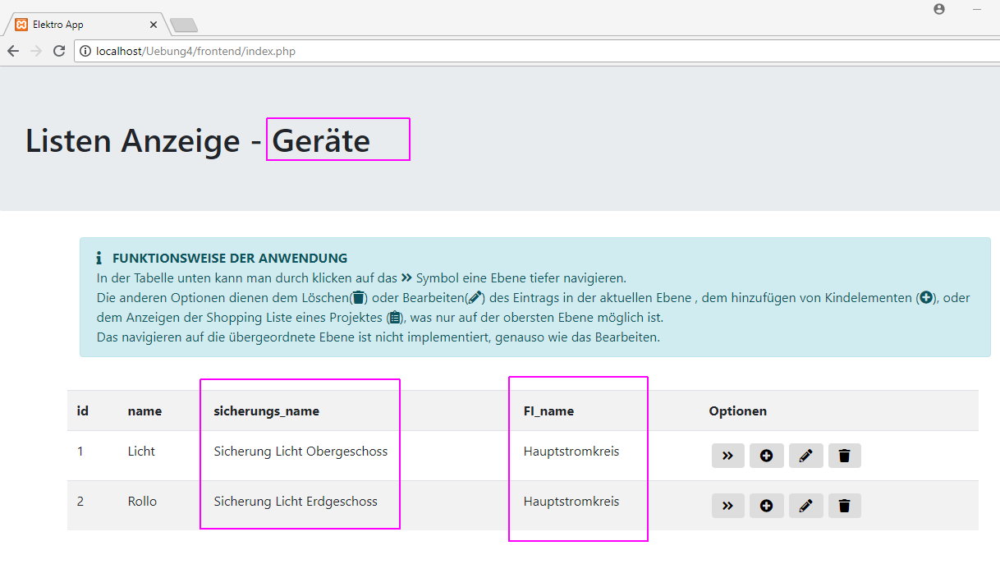 Elektro App
localhost/Uebung4/frontend/index.php
Listen Anzeige - Geräte
FUNKTIONSWEISE DER ANWENDUNG
In der Tabelle unten kann man durch klicken auf das Symbol eine Ebene tiefer navigieren.
Die anderen Optionen dienen dem Löschen( ) oder Bearbeiten( ) des Eintrags in der aktuellen Ebene , dem hinzufügen von Kindelementen ( ), oder
dem Anzeigen der Shopping Liste eines Projektes ( ), was nur auf der obersten Ebene möglich ist.
Das navigieren auf die übergeordnete Ebene ist nicht implementiert, genauso wie das Bearbeiten.
id name sicherungs_name FI_name Optionen
1 Licht Sicherung Licht Obergeschoss Hauptstromkreis
2 Rollo Sicherung Licht Erdgeschoss Hauptstromkreis